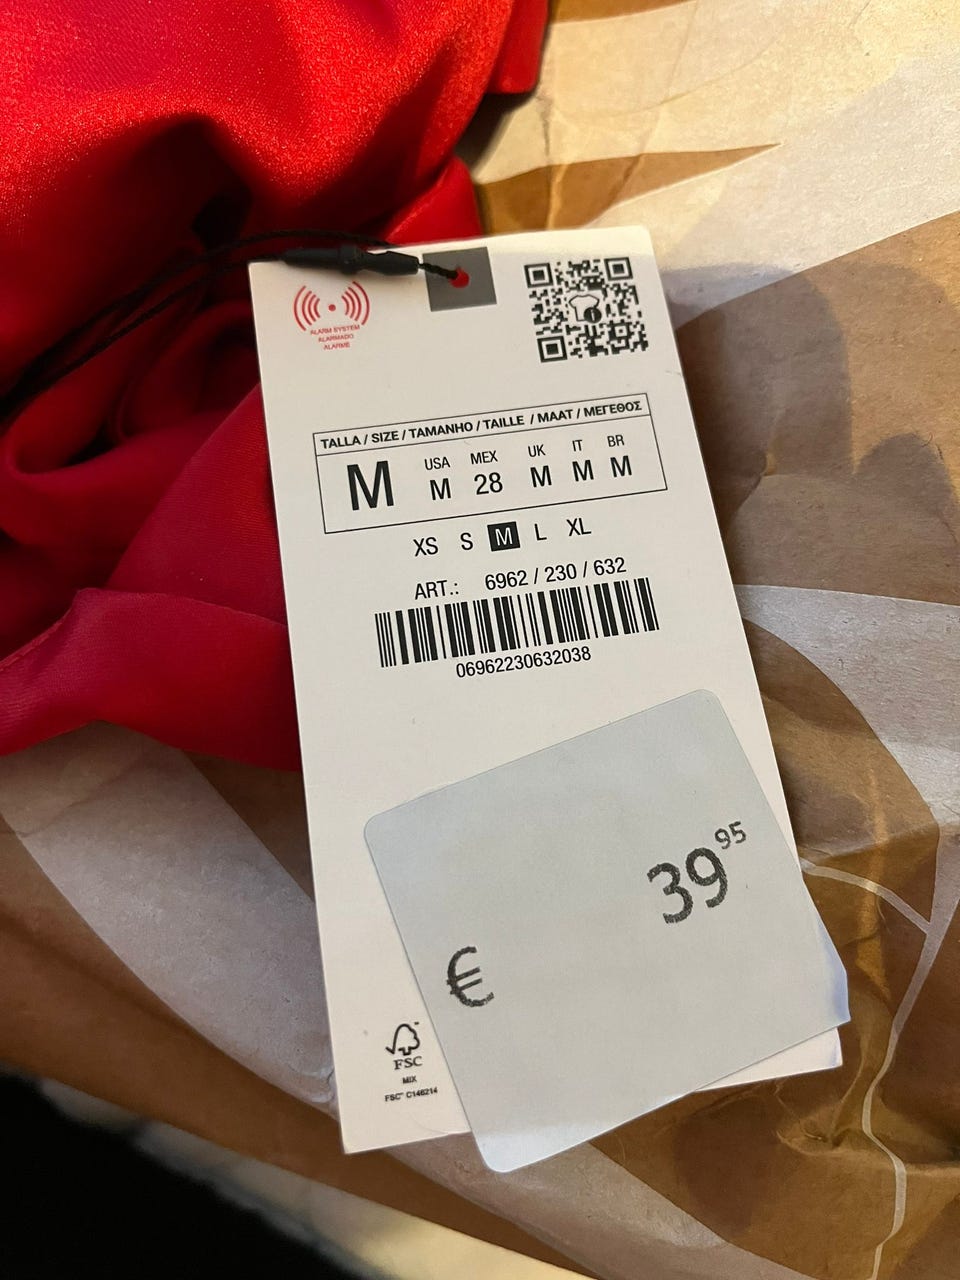 ALARM SYSTEM
ALARMADO
ALARME
TALLA / SIZE / TAMANHO / TAILLE / MAAT / ΜΕΓΕΘΟΣ
M
USA MEX UK IT BR
M 28 M M M
XS S M L XL
ART.: 6962 / 230 / 632
06962230632038
39 95
€
FSC
MIX
FSC™ C146214